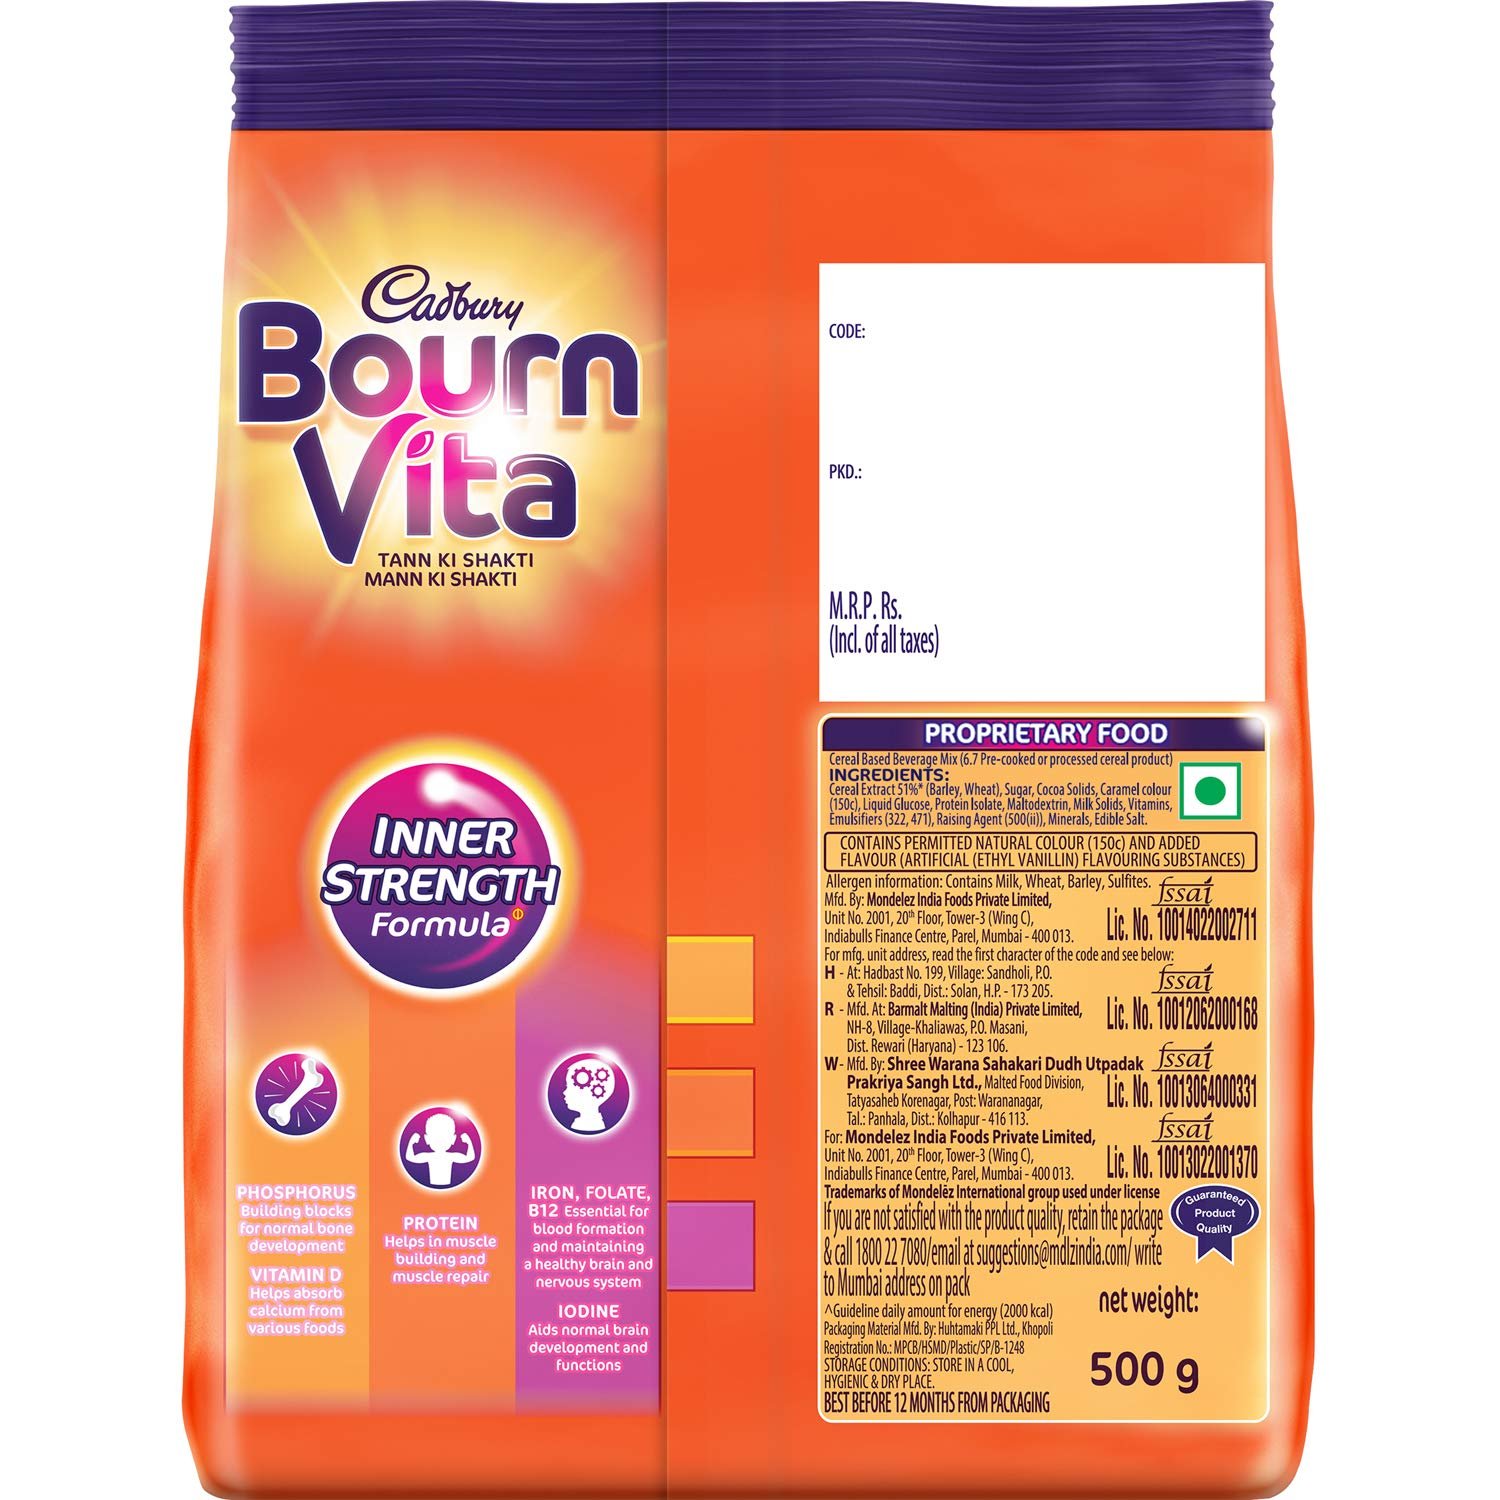 Cadbury
Bourn
Vita
TANN KI SHAKTI
MANN KI SHAKTI
INNER
STRENGTH
Formula
PHOSPHORUS
Building blocks
for normal bone
development
VITAMIN D
Helps absorb
calcium from
various foods
PROTEIN
Helps in muscle
building and
muscle repair
IRON, FOLATE,
B12 Essential for
blood formation
and maintaining
a healthy brain and
nervous system
IODINE
Aids normal brain
development and
functions
CODE:
PKD.:
M.R.P. Rs.
(Incl. of all taxes)
PROPRIETARY FOOD
Cereal Based Beverage Mix (6.7 Pre-cooked or processed cereal product)
INGREDIENTS:
Cereal Extract 51%* (Barley, Wheat), Sugar, Cocoa Solids, Caramel colour
(150c), Liquid Glucose, Protein Isolate, Maltodextrin, Milk Solids, Vitamins,
Emulsifiers (322, 471), Raising Agent (500(ii)), Minerals, Edible Salt.
CONTAINS PERMITTED NATURAL COLOUR (150c) AND ADDED
FLAVOUR (ARTIFICIAL (ETHYL VANILLIN) FLAVOURING SUBSTANCES)
Allergen information: Contains Milk, Wheat, Barley, Sulfites.
Mfd. By: Mondelez India Foods Private Limited,
Unit No. 2001, 20th Floor, Tower-3 (Wing C),
Indiabulls Finance Centre, Parel, Mumbai - 400 013.
fssai
Lic. No. 10014022002711
For mfg. unit address, read the first character of the code and see below:
H - At: Hadbast No. 199, Village: Sandholi, P.O.
& Tehsil: Baddi, Dist.: Solan, H.P. - 173 205.
fssai
Lic. No. 10012062000168
R - Mfd. At: Barmalt Malting (India) Private Limited,
NH-8, Village-Khaliawas, P.O. Masani,
Dist. Rewari (Haryana) - 123 106.
W- Mfd. By: Shree Warana Sahakari Dudh Utpadak
Prakriya Sangh Ltd., Malted Food Division,
Tatyasaheb Korenagar, Post: Warananagar,
Tal.: Panhala, Dist.: Kolhapur - 416 113.
fssai
Lic. No. 10013064000331
For: Mondelez India Foods Private Limited,
Unit No. 2001, 20th Floor, Tower-3 (Wing C),
Indiabulls Finance Centre, Parel, Mumbai - 400 013.
fssai
Lic. No. 10013022001370
Trademarks of Mondelēz International group used under license
If you are not satisfied with the product quality, retain the package
& call 1800 22 7080/email at suggestions@mdlzindia.com/ write
to Mumbai address on pack
Guaranteed
Product
Quality
^Guideline daily amount for energy (2000 kcal)
Packaging Material Mfd. By: Huhtamaki PPL Ltd., Khopoli
Registration No.: MPCB/HSMD/Plastic/SP/B-1248
STORAGE CONDITIONS: STORE IN A COOL,
HYGIENE & DRY PLACE.
BEST BEFORE 12 MONTHS FROM PACKAGING
net weight:
500 g